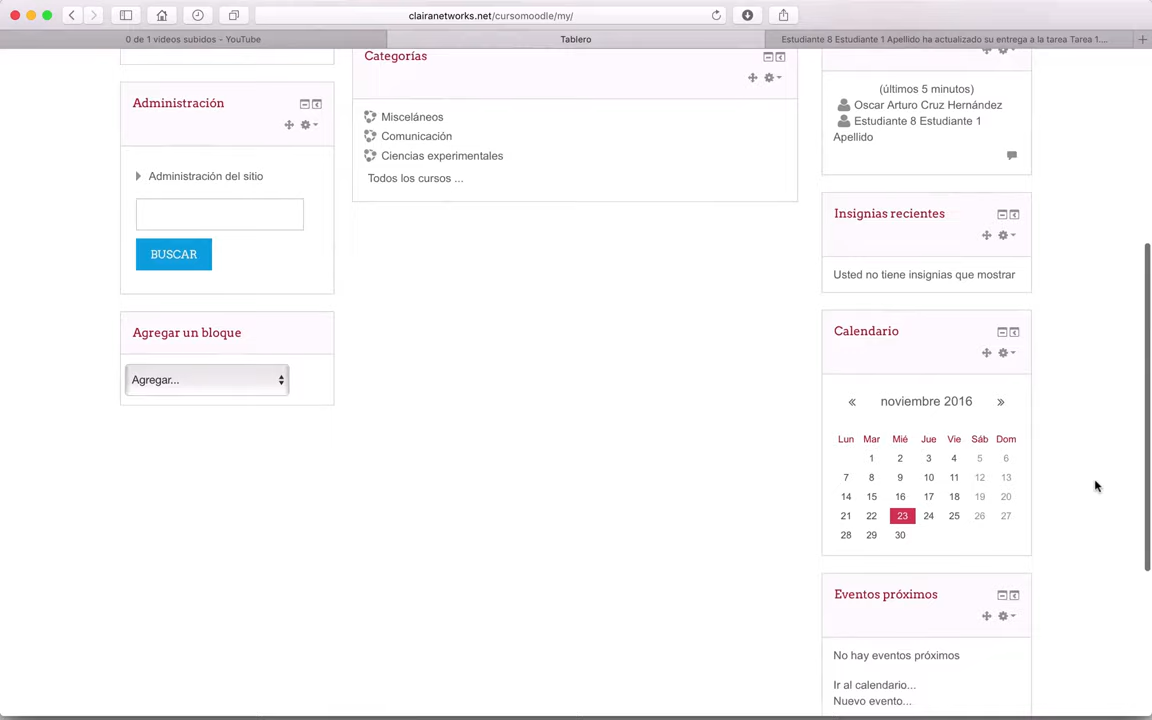 clairanetworks.net/cursomoodle/my/
0 de 1 videos subidos - YouTube
Tablero
Estudiante 8 Estudiante 1 Apellido ha actualizado su entrega a la tarea Tarea 1....
Administración
Administración del sitio
BUSCAR
Agregar un bloque
Agregar...
Categorías
Misceláneos
Comunicación
Ciencias experimentales
Todos los cursos ...
(últimos 5 minutos)
Oscar Arturo Cruz Hernández
Estudiante 8 Estudiante 1
Apellido
Insignias recientes
Usted no tiene insignias que mostrar
Calendario
« noviembre 2016 »
Lun Mar Mié Jue Vie Sáb Dom
1 2 3 4 5 6
7 8 9 10 11 12 13
14 15 16 17 18 19 20
21 22 23 24 25 26 27
28 29 30
Eventos próximos
No hay eventos próximos
Ir al calendario...
Nuevo evento...